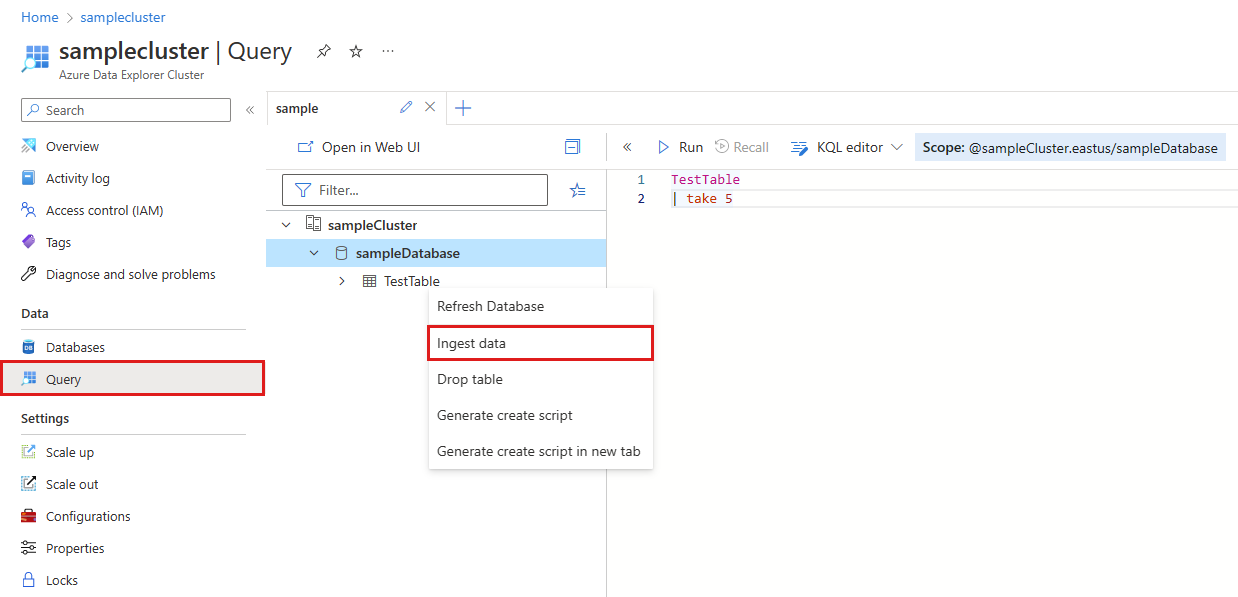 Home > samplecluster
samplecluster | Query ...
Azure Data Explorer Cluster
Search «
Overview
Activity log
Access control (IAM)
Tags
Diagnose and solve problems
Data
DB Databases
Query
Settings
Scale up
Scale out
Configurations
Properties
Locks
sample
Open in Web UI
Filter...
sampleCluster
sampleDatabase
TestTable
Refresh Database
Ingest data
Drop table
Generate create script
Generate create script in new tab
« Run Recall KQL editor Scope: @sampleCluster.eastus/sampleDatabase
1 TestTable
2 | take 5